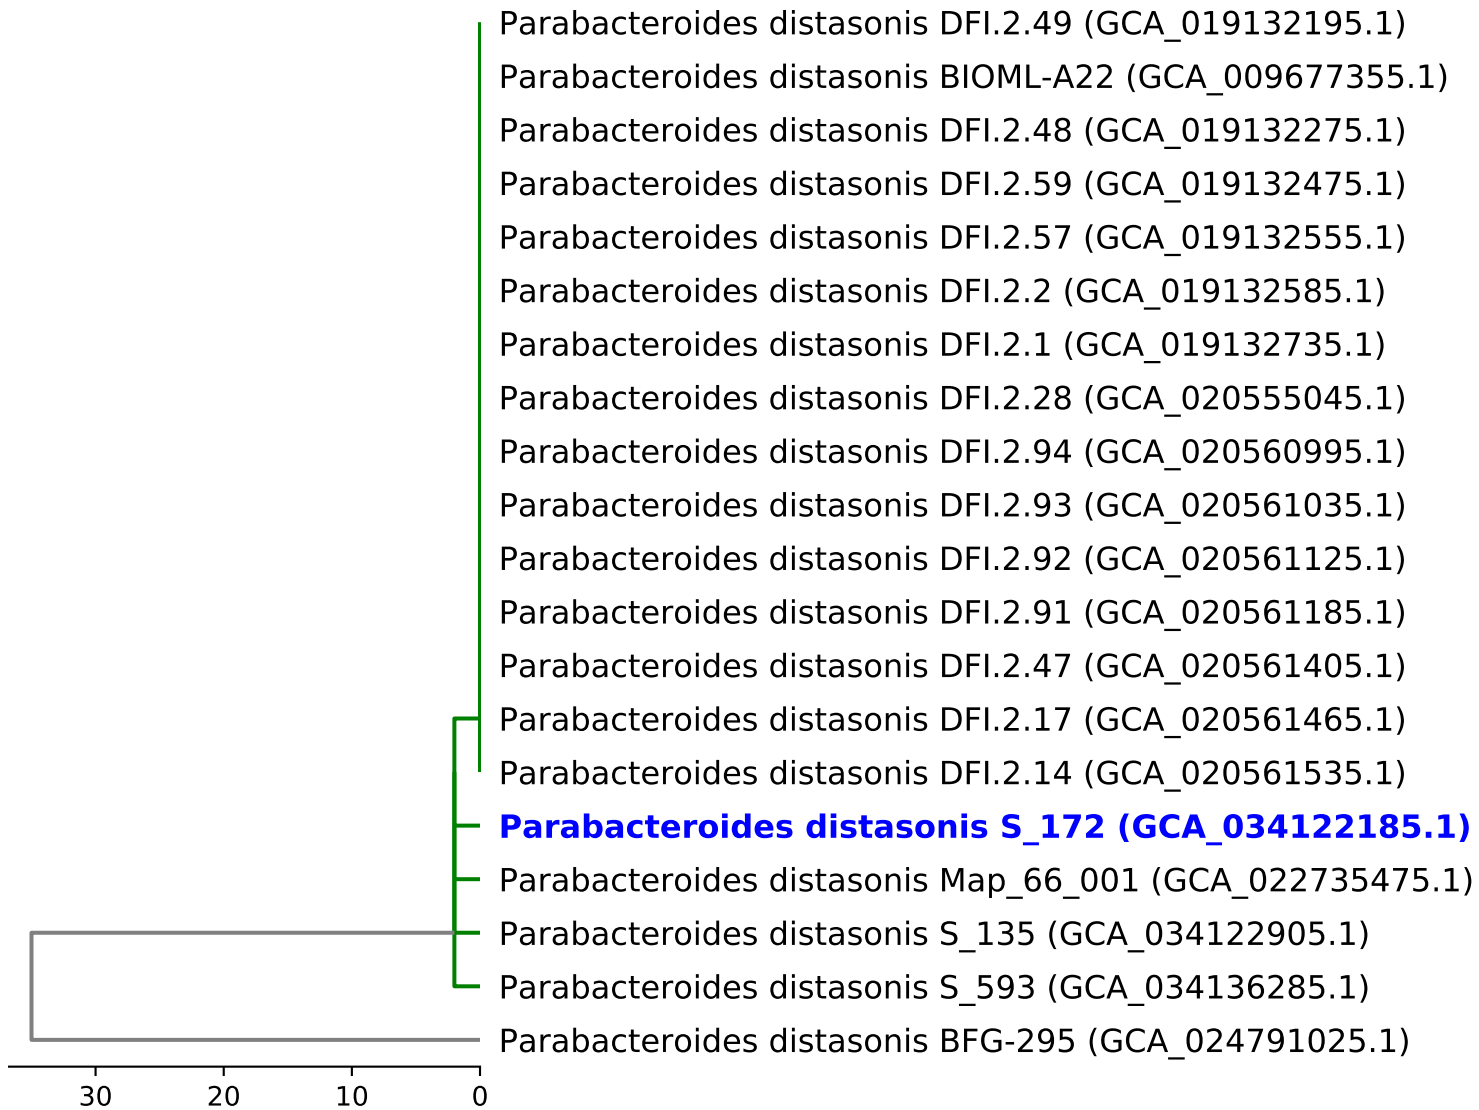 Parabacteroides distasonis DFI.2.49 (GCA_019132195.1)
Parabacteroides distasonis BIOML-A22 (GCA_009677355.1)
Parabacteroides distasonis DFI.2.48 (GCA_019132275.1)
Parabacteroides distasonis DFI.2.59 (GCA_019132475.1)
Parabacteroides distasonis DFI.2.57 (GCA_019132555.1)
Parabacteroides distasonis DFI.2.2 (GCA_019132585.1)
Parabacteroides distasonis DFI.2.1 (GCA_019132735.1)
Parabacteroides distasonis DFI.2.28 (GCA_020555045.1)
Parabacteroides distasonis DFI.2.94 (GCA_020560995.1)
Parabacteroides distasonis DFI.2.93 (GCA_020561035.1)
Parabacteroides distasonis DFI.2.92 (GCA_020561125.1)
Parabacteroides distasonis DFI.2.91 (GCA_020561185.1)
Parabacteroides distasonis DFI.2.47 (GCA_020561405.1)
Parabacteroides distasonis DFI.2.17 (GCA_020561465.1)
Parabacteroides distasonis DFI.2.14 (GCA_020561535.1)
Parabacteroides distasonis S_172 (GCA_034122185.1)
Parabacteroides distasonis Map_66_001 (GCA_022735475.1)
Parabacteroides distasonis S_135 (GCA_034122905.1)
Parabacteroides distasonis S_593 (GCA_034136285.1)
Parabacteroides distasonis BFG-295 (GCA_024791025.1)
30 20 10 0